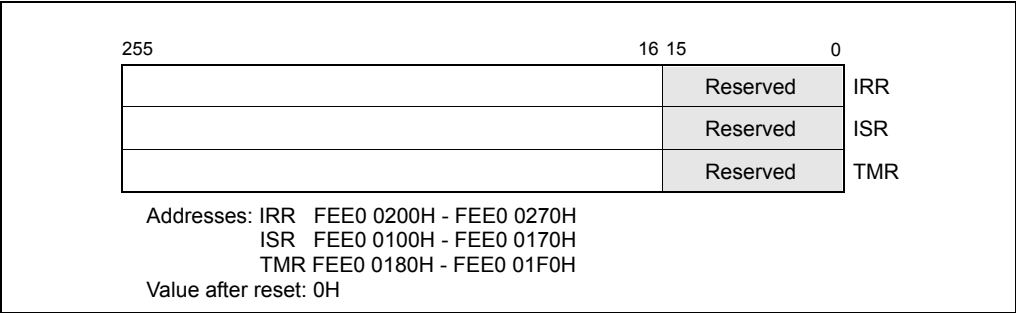 255 16 15 0
Reserved IRR
Reserved ISR
Reserved TMR
Addresses: IRR FEE0 0200H - FEE0 0270H
ISR FEE0 0100H - FEE0 0170H
TMR FEE0 0180H - FEE0 01F0H
Value after reset: 0H